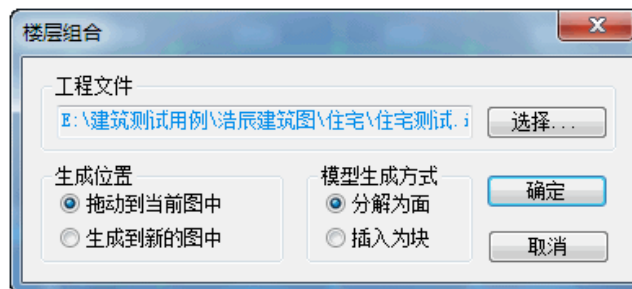 楼层组合
工程文件
E:\建筑测试用例\浩辰建筑图\住宅\住宅测试.i
选择...
生成位置
拖动到当前图中
生成到新的图中
模型生成方式
分解为面
插入为块
确定
取消